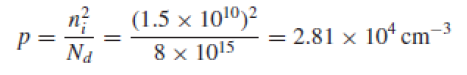 p = n_i^2 / N_d = (1.5 × 10^10)^2 / 8 × 10^15 = 2.81 × 10^4 cm^−3